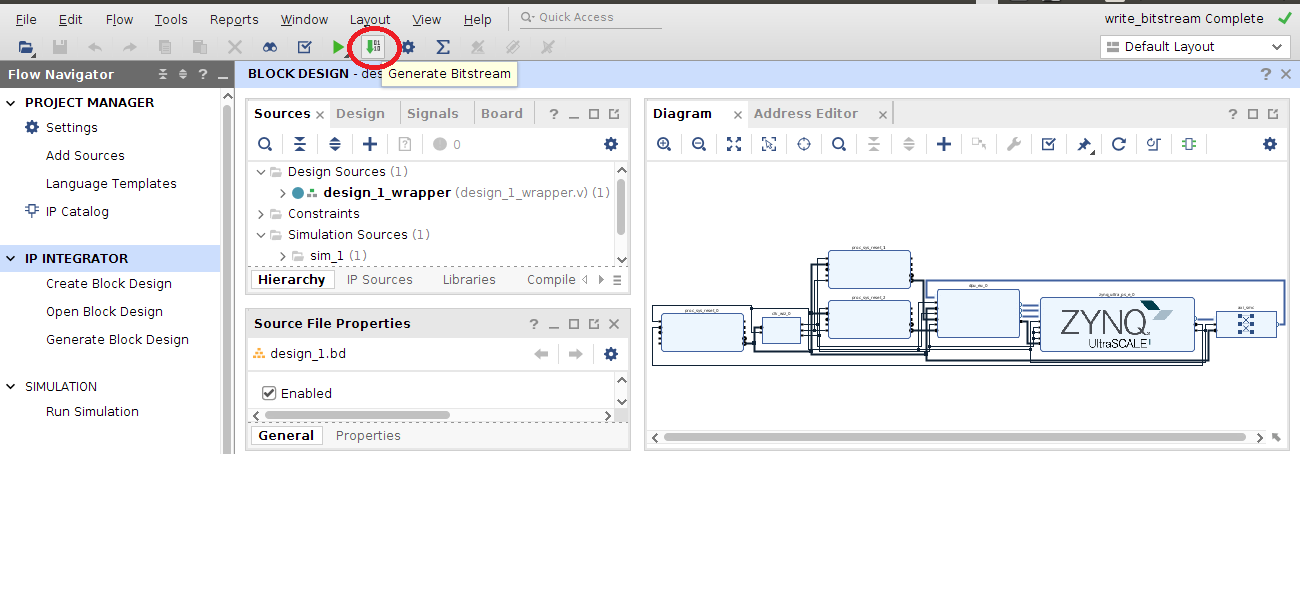 File Edit Flow Tools Reports Window Layout View Help Quick Access write_bitstream Complete
Default Layout
Flow Navigator
BLOCK DESIGN - des
Generate Bitstream
PROJECT MANAGER
Settings
Add Sources
Language Templates
IP Catalog
IP INTEGRATOR
Create Block Design
Open Block Design
Generate Block Design
SIMULATION
Run Simulation
Sources Design Signals Board
0
Design Sources (1)
design_1_wrapper (design_1_wrapper.v) (1)
Constraints
Simulation Sources (1)
sim_1 (1)
Hierarchy IP Sources Libraries Compile
Source File Properties
design_1.bd
Enabled
General Properties
Diagram Address Editor
proc_sys_reset_1
proc_sys_reset_2
proc_sys_reset_0
clk_wiz_0
ZYNQ
UltraSCALE+